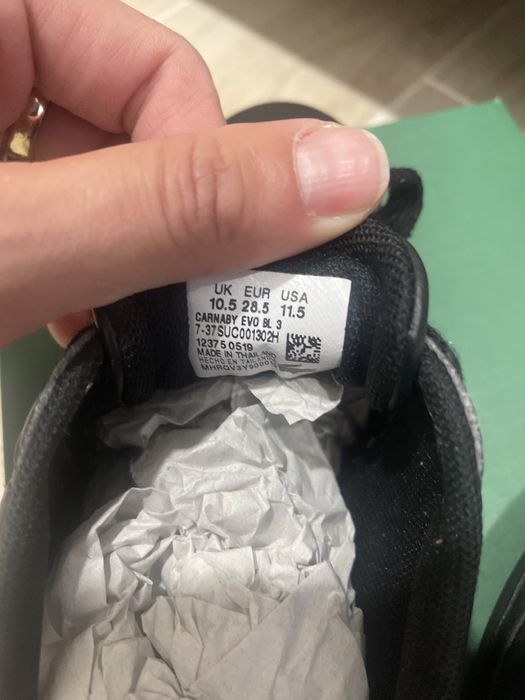 UK EUR USA
10.5 28.5 11.5
CARNABY EVO BL 3
7-37SUC001302H
12375 0519
MADE IN THAILAND
HECHO EN TAILANDIA